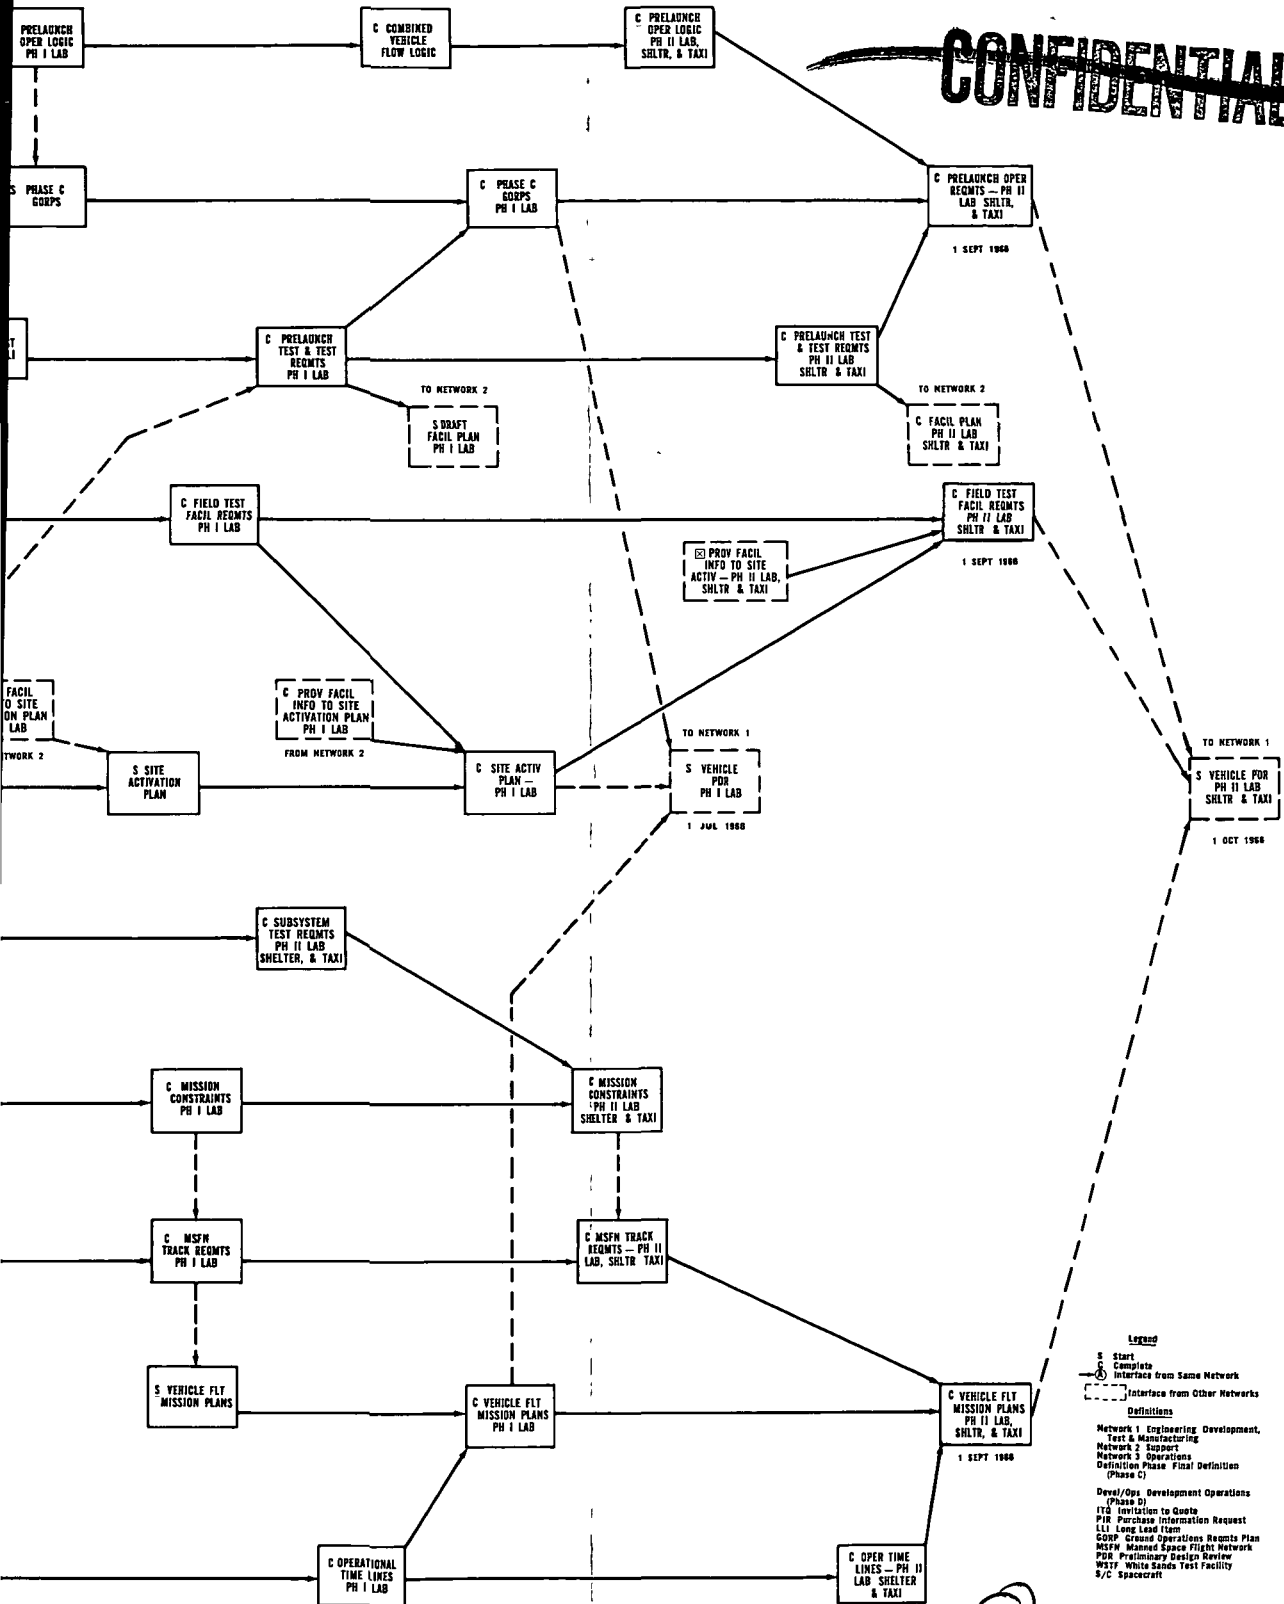 PRELAUNCH
OPER LOGIC
PH I LAB
C COMBINED
VEHICLE
FLOW LOGIC
C PRELAUNCH
OPER LOGIC
PH II LAB,
SHLTR, & TAXI
CONFIDENTIAL
S PHASE C
GORPS
C PHASE C
GORPS
PH I LAB
C PRELAUNCH OPER
REQMTS — PH II
LAB SHLTR,
& TAXI
1 SEPT 1966
C PRELAUNCH
TEST & TEST
REQMTS
PH I LAB
C PRELAUNCH TEST
& TEST REQMTS
PH II LAB
SHLTR & TAXI
TO NETWORK 2
S DRAFT
FACIL PLAN
PH I LAB
TO NETWORK 2
C FACIL PLAN
PH II LAB
SHLTR & TAXI
C FIELD TEST
FACIL REQMTS
PH I LAB
C FIELD TEST
FACIL REQMTS
PH II LAB
SHLTR & TAXI
1 SEPT 1966
PROV FACIL
INFO TO SITE
ACTIV — PH II LAB,
SHLTR & TAXI
FACIL
TO SITE
ON PLAN
LAB
TWORK 2
C PROV FACIL
INFO TO SITE
ACTIVATION PLAN
PH I LAB
FROM NETWORK 2
S SITE
ACTIVATION
PLAN
C SITE ACTIV
PLAN —
PH I LAB
TO NETWORK 1
S VEHICLE
PDR
PH I LAB
1 JUL 1966
TO NETWORK 1
S VEHICLE PDR
PH II LAB
SHLTR & TAXI
1 OCT 1966
C SUBSYSTEM
TEST REQMTS
PH II LAB
SHELTER, & TAXI
C MISSION
CONSTRAINTS
PH I LAB
C MISSION
CONSTRAINTS
PH II LAB
SHELTER & TAXI
C MSFN
TRACK REQMTS
PH I LAB
C MSFN TRACK
REQMTS — PH II
LAB, SHLTR TAXI
S VEHICLE FLT
MISSION PLANS
C VEHICLE FLT
MISSION PLANS
PH I LAB
C VEHICLE FLT
MISSION PLANS
PH II LAB,
SHLTR, & TAXI
1 SEPT 1966
C OPERATIONAL
TIME LINES
PH I LAB
C OPER TIME
LINES — PH II
LAB SHELTER
& TAXI
Legend
S Start
C Complete
A Interface from Same Network
Interface from Other Networks
Definitions
Network 1 Engineering Development,
Test & Manufacturing
Network 2 Support
Network 3 Operations
Definition Phase Final Definition
(Phase C)
Devel/Ops Development Operations
(Phase D)
ITQ Invitation to Quote
PIR Purchase Information Request
LLI Long Lead Item
GORP Ground Operations Reqmts Plan
MSFN Manned Space Flight Network
PDR Preliminary Design Review
WSTF White Sands Test Facility
S/C Spacecraft